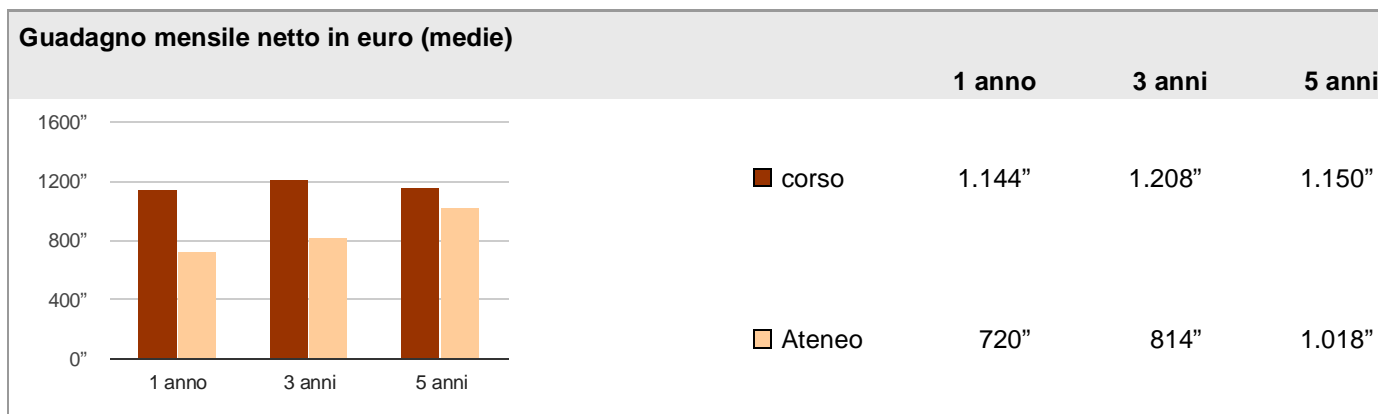 Guadagno mensile netto in euro (medie)
1 anno 3 anni 5 anni
1600”
1200”
800”
400”
0”
1 anno 3 anni 5 anni
corso 1.144” 1.208” 1.150”
Ateneo 720” 814” 1.018”